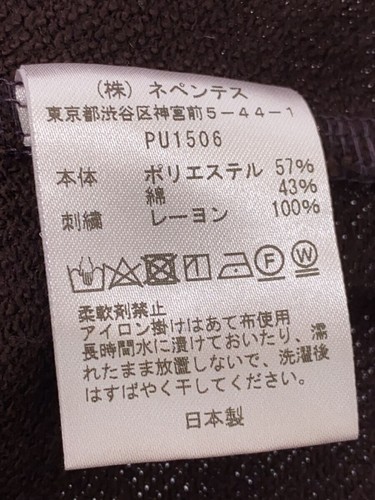 (株) ネペンテス
東京都渋谷区神宮前5-44-1
PU1506
本体 ポリエステル 57%
綿 43%
刺繍 レーヨン 100%
F W
柔軟剤禁止
アイロン掛けはあて布使用
長時間水に漬けておいたり、濡
れたまま放置しないで、洗濯後
はすばやく干してください。
日本製